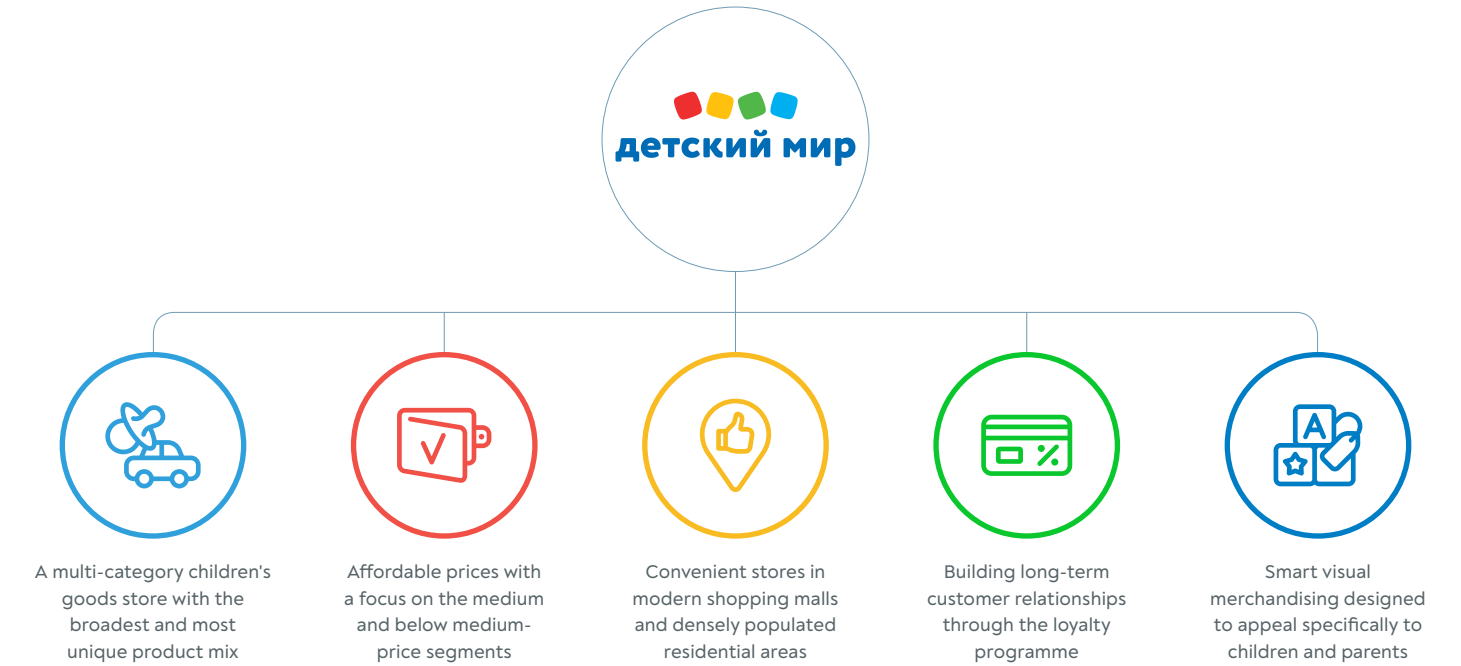 детский мир
A multi-category children's
goods store with the
broadest and most
unique product mix
Affordable prices with
a focus on the medium
and below medium-
price segments
Convenient stores in
modern shopping malls
and densely populated
residential areas
Building long-term
customer relationships
through the loyalty
programme
A
Smart visual
merchandising designed
to appeal specifically to
children and parents